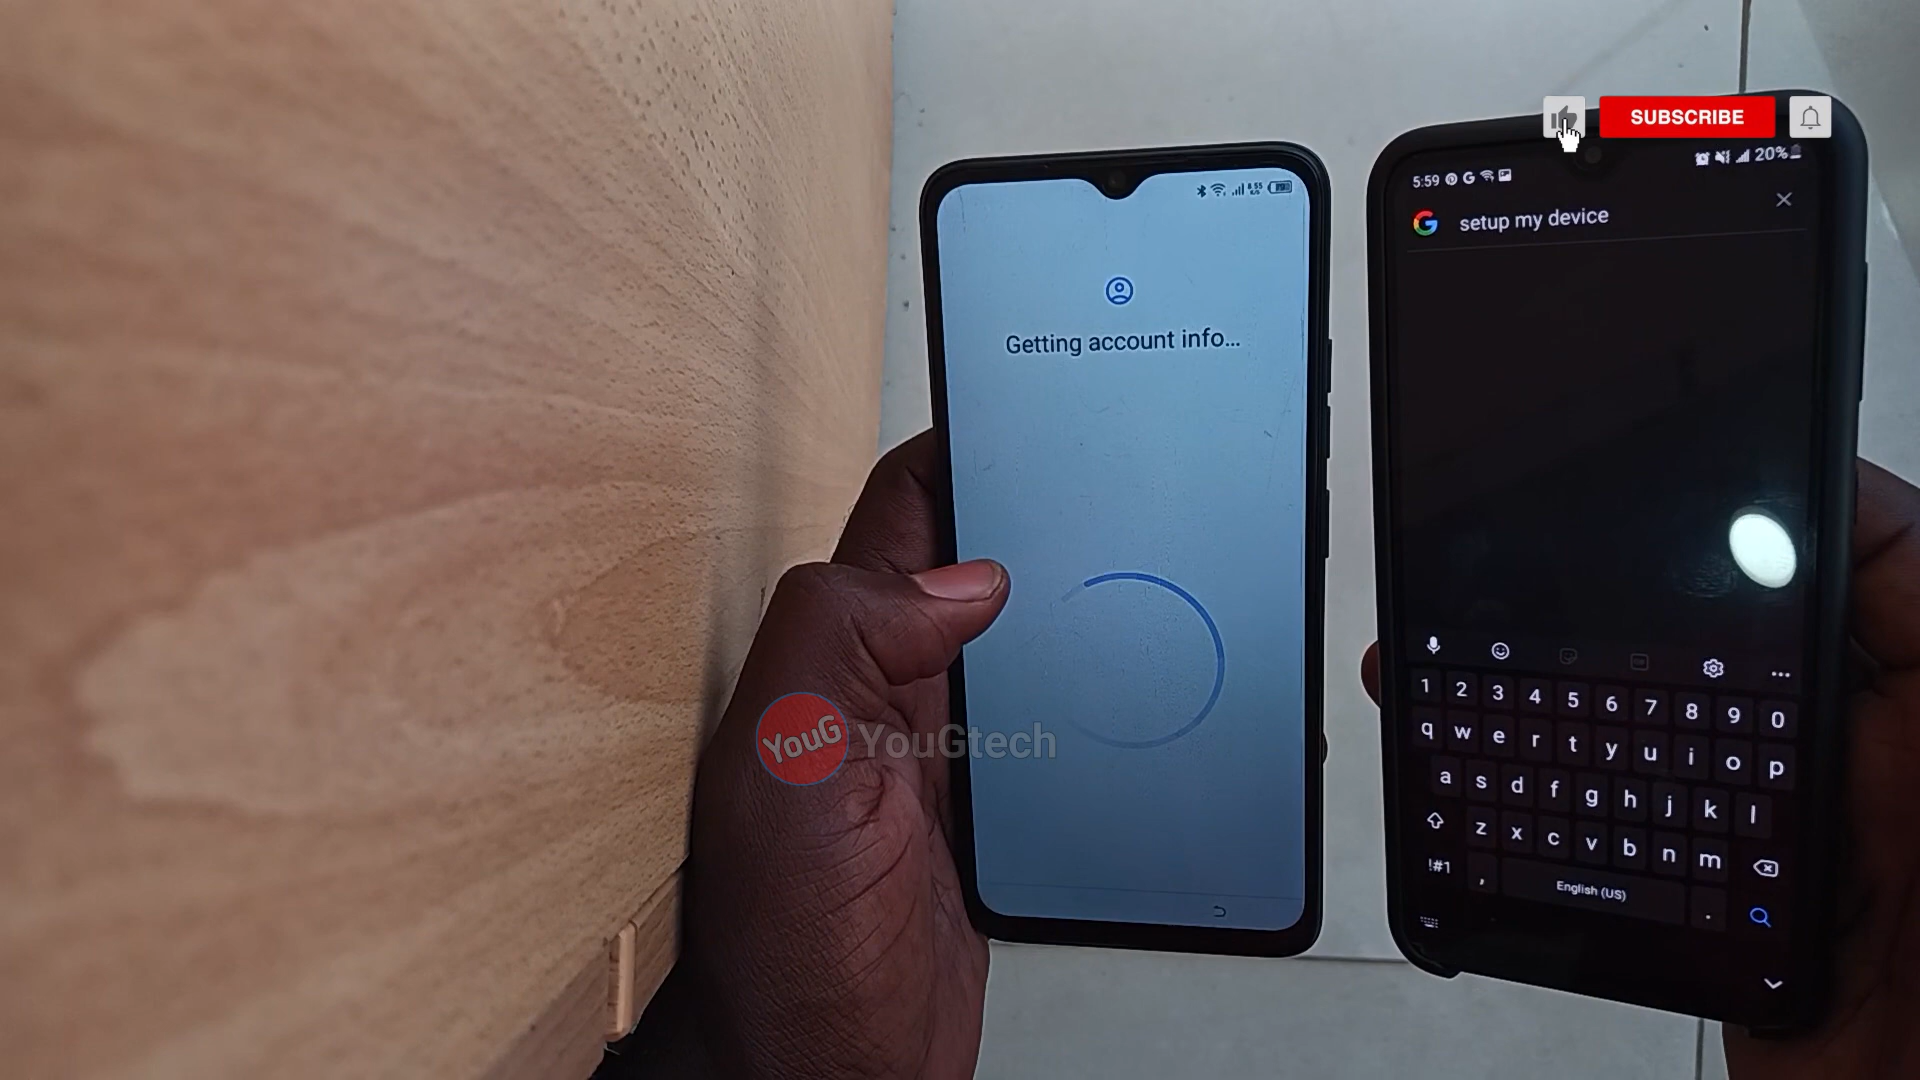 SUBSCRIBE
5:59 20%
setup my device
Getting account info...
YouG YouGtech
1 2 3 4 5 6 7 8 9 0
q w e r t y u i o p
a s d f g h j k l
z x c v b n m
!#1 , English (US) .